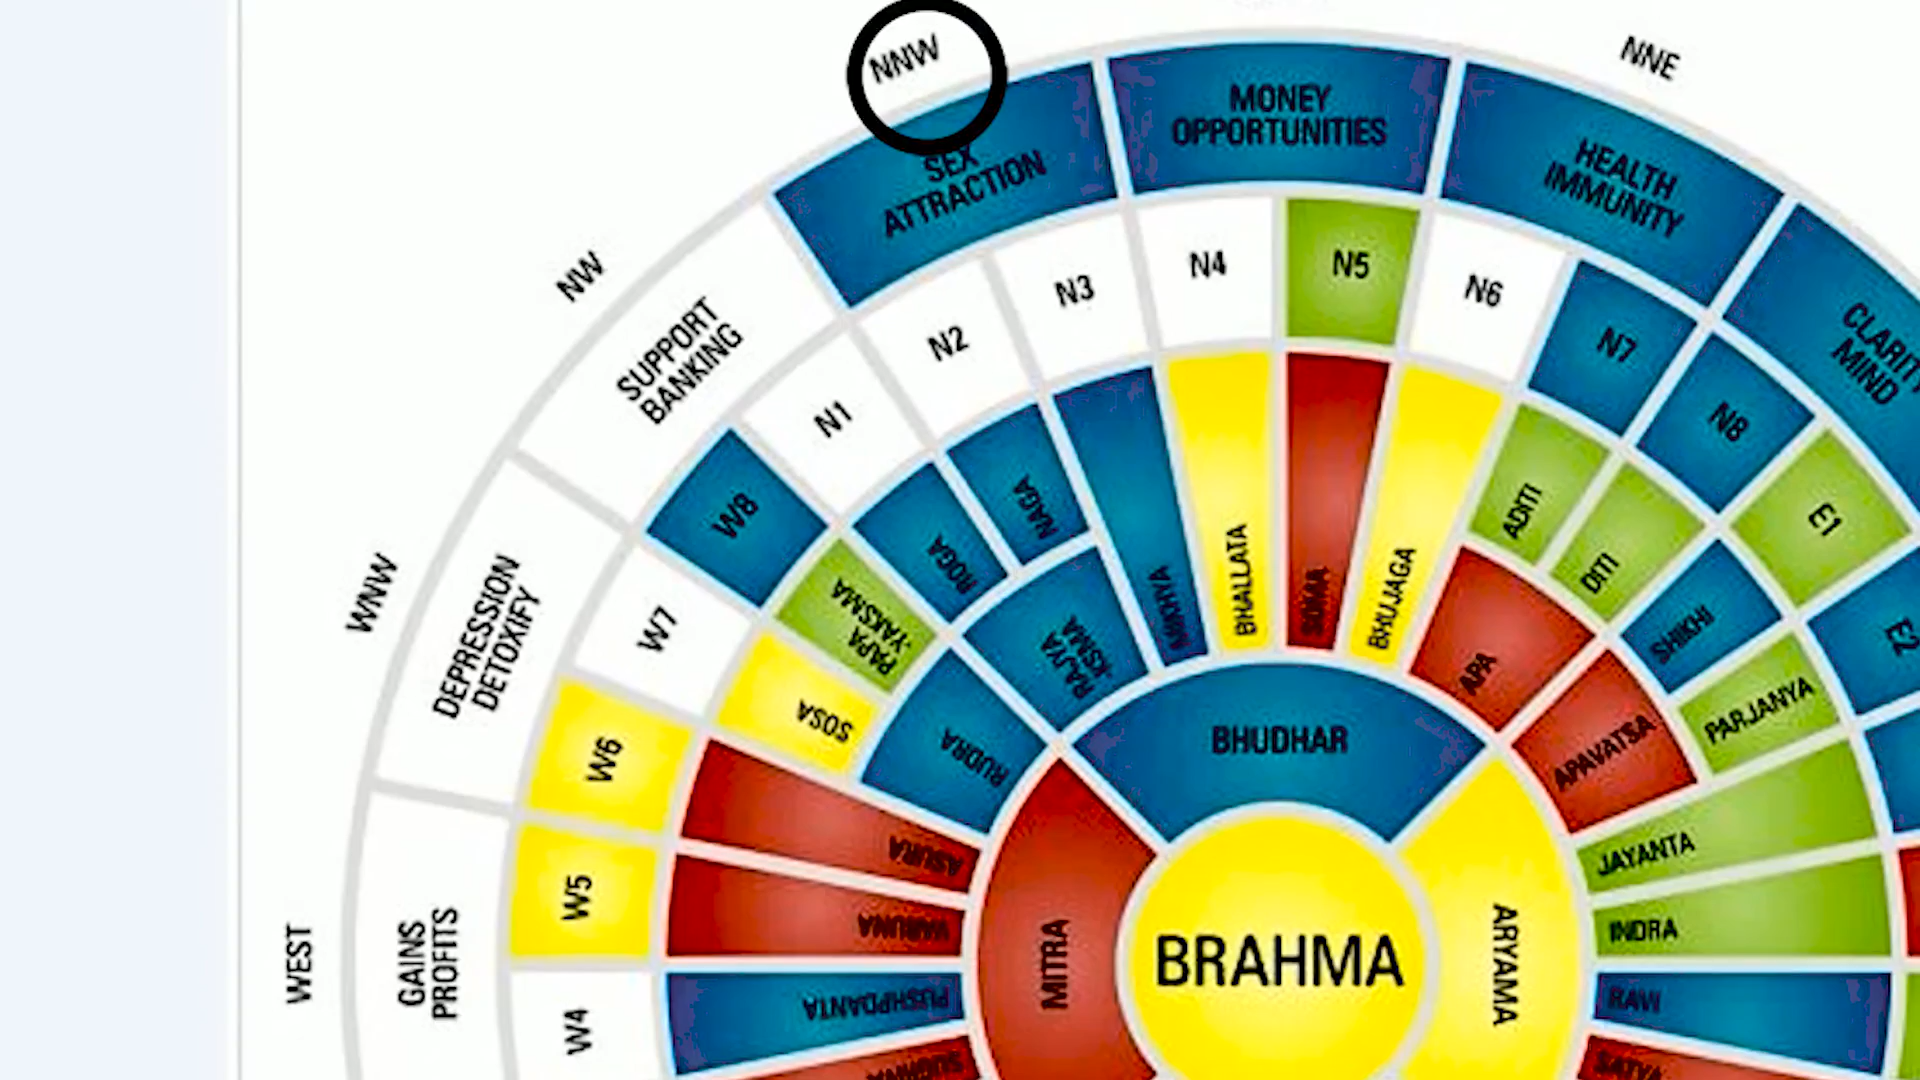 NNW
NNE
MONEY
OPPORTUNITIES
SEX
ATTRACTION
HEALTH
IMMUNITY
NW
N4
N5
N3
N6
SUPPORT
BANKING
N2
N7
CLARITY
MIND
N1
N8
W8
NAGA
ADITI
E1
WNW
DEPRESSION
DETOXIFY
ROGA
BHALLATA
SOMA
BHUJAGA
DITI
W7
PAPA
YAKSMA
MUKHYA
SHIKHI
E2
RAJYA
.KSMA
APA
SOSA
PARJANYA
W6
RUDRA
BHUDHAR
APAVATSA
ASURA
JAYANTA
W5
VARUNA
INDRA
WEST
GAINS
PROFITS
MITRA
BRAHMA
ARYAMA
PUSHPDANTA
RAW
W4